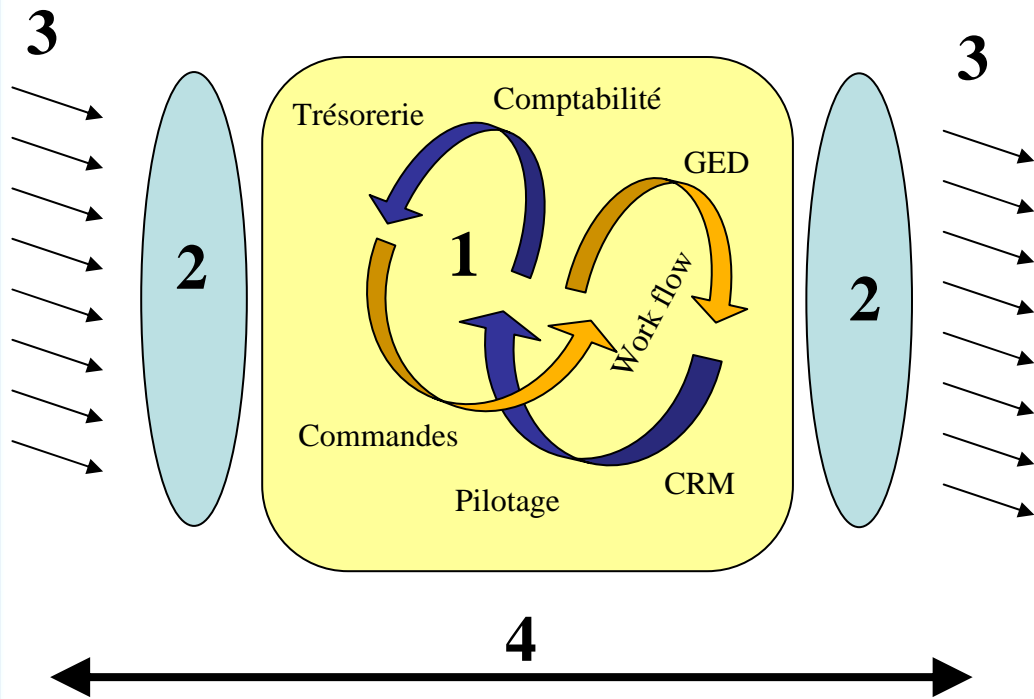 3
3
Trésorerie
Comptabilité
GED
2
1
2
Work flow
Commandes
Pilotage
CRM
4